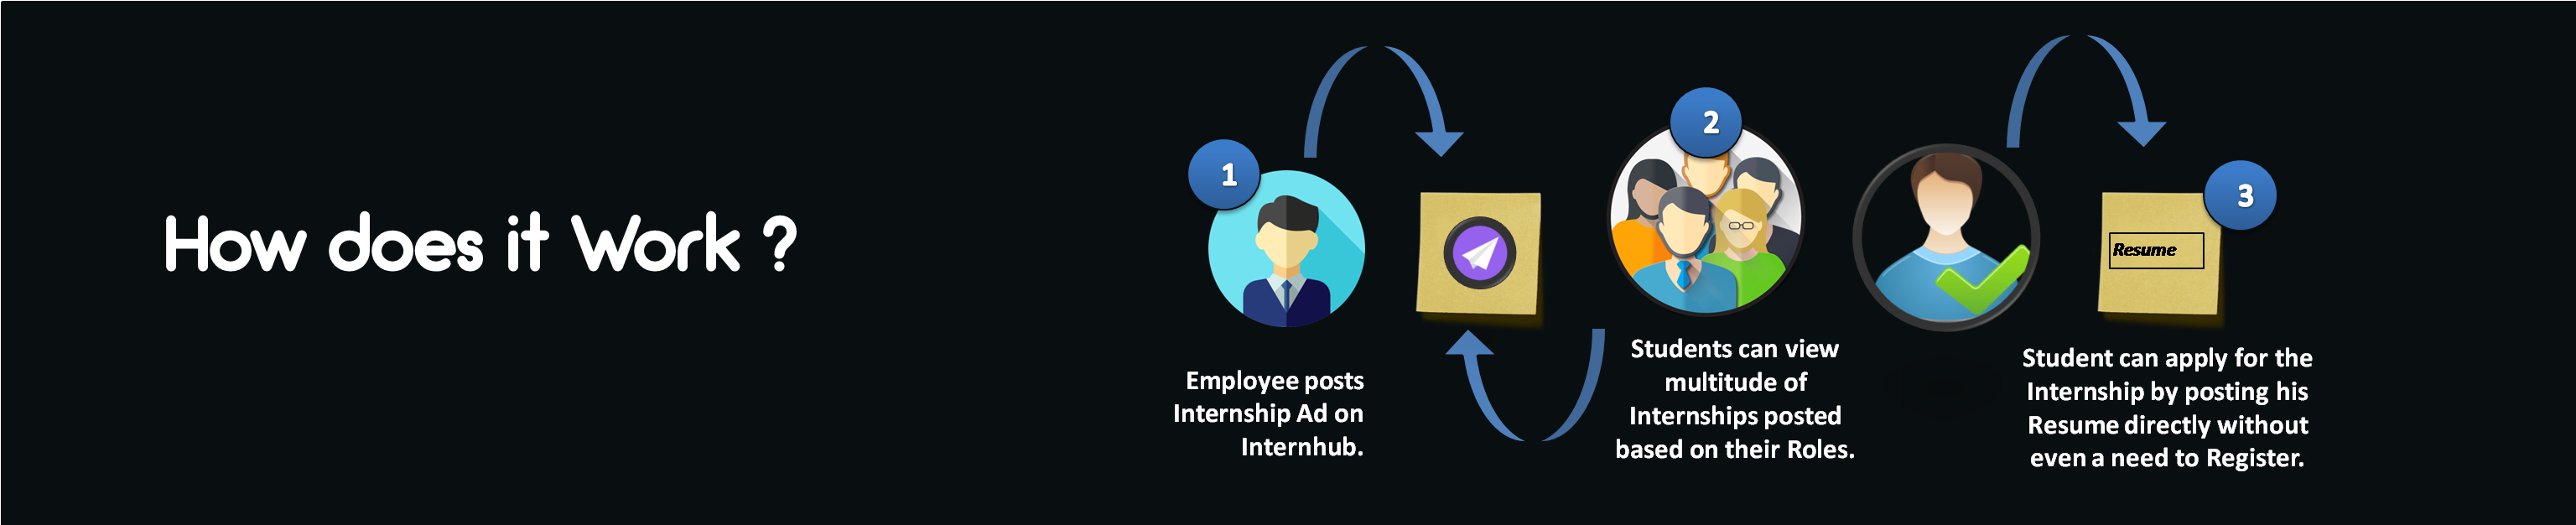 How does it Work ?
1
Employee posts
Internship Ad on
Internhub.
2
Students can view
multitude of
Internships posted
based on their Roles.
3
Resume
Student can apply for the
Internship by posting his
Resume directly without
even a need to Register.